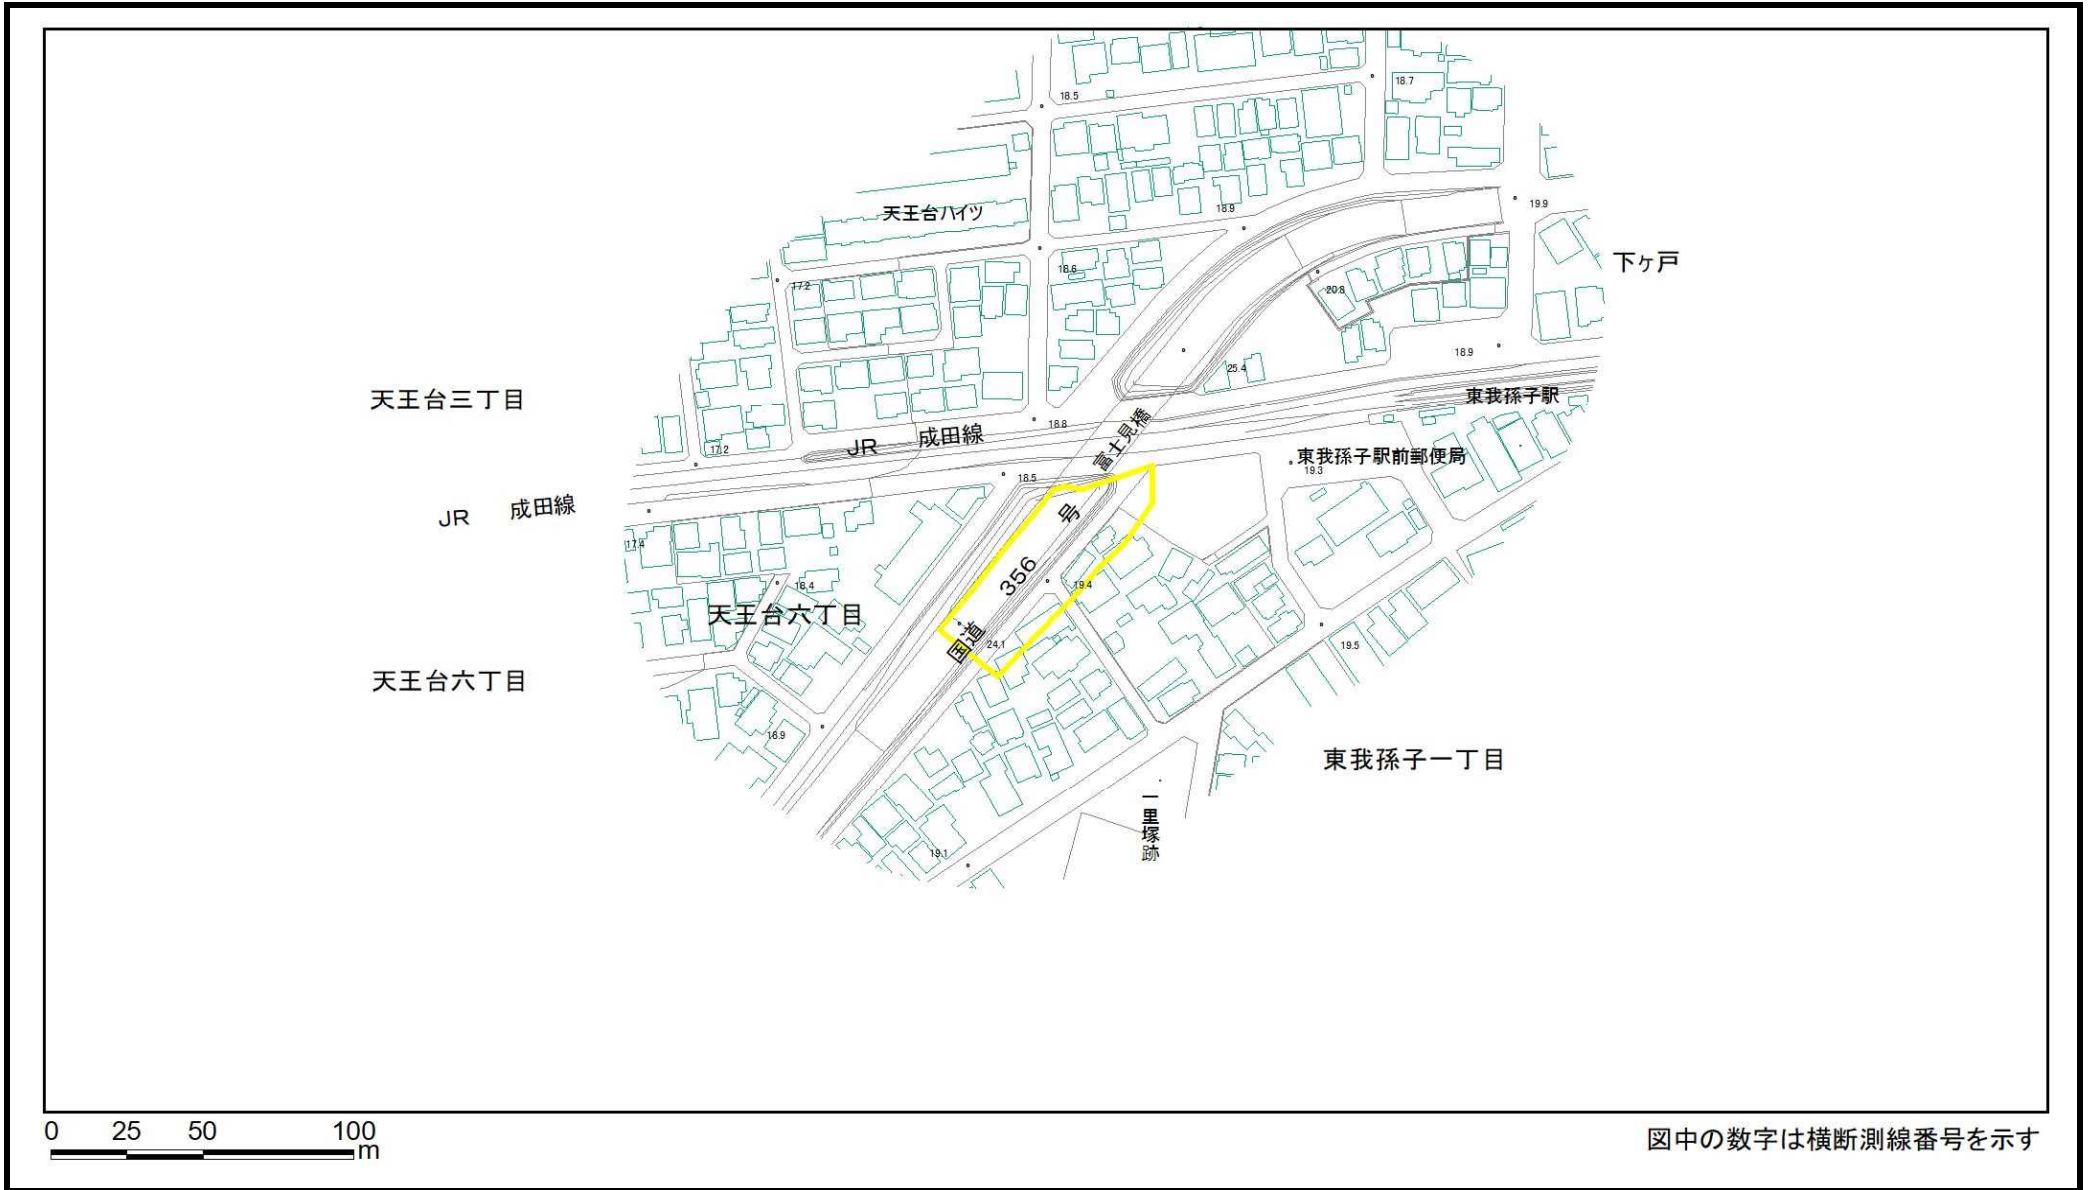 18.5
18.7
天王台ハイツ
18.9
19.9
下ヶ戸
18.6
17.2
20.8
18.9
25.4
天王台三丁目
東我孫子駅
18.8
富士見橋
JR 成田線
17.2
東我孫子駅前郵便局
19.3
18.5
JR 成田線
国道 356 号
17.4
18.4
19.4
天王台六丁目
24.1
19.5
天王台六丁目
18.9
東我孫子一丁目
一里塚跡
19.1
0 25 50 100
m
図中の数字は横断測線番号を示す